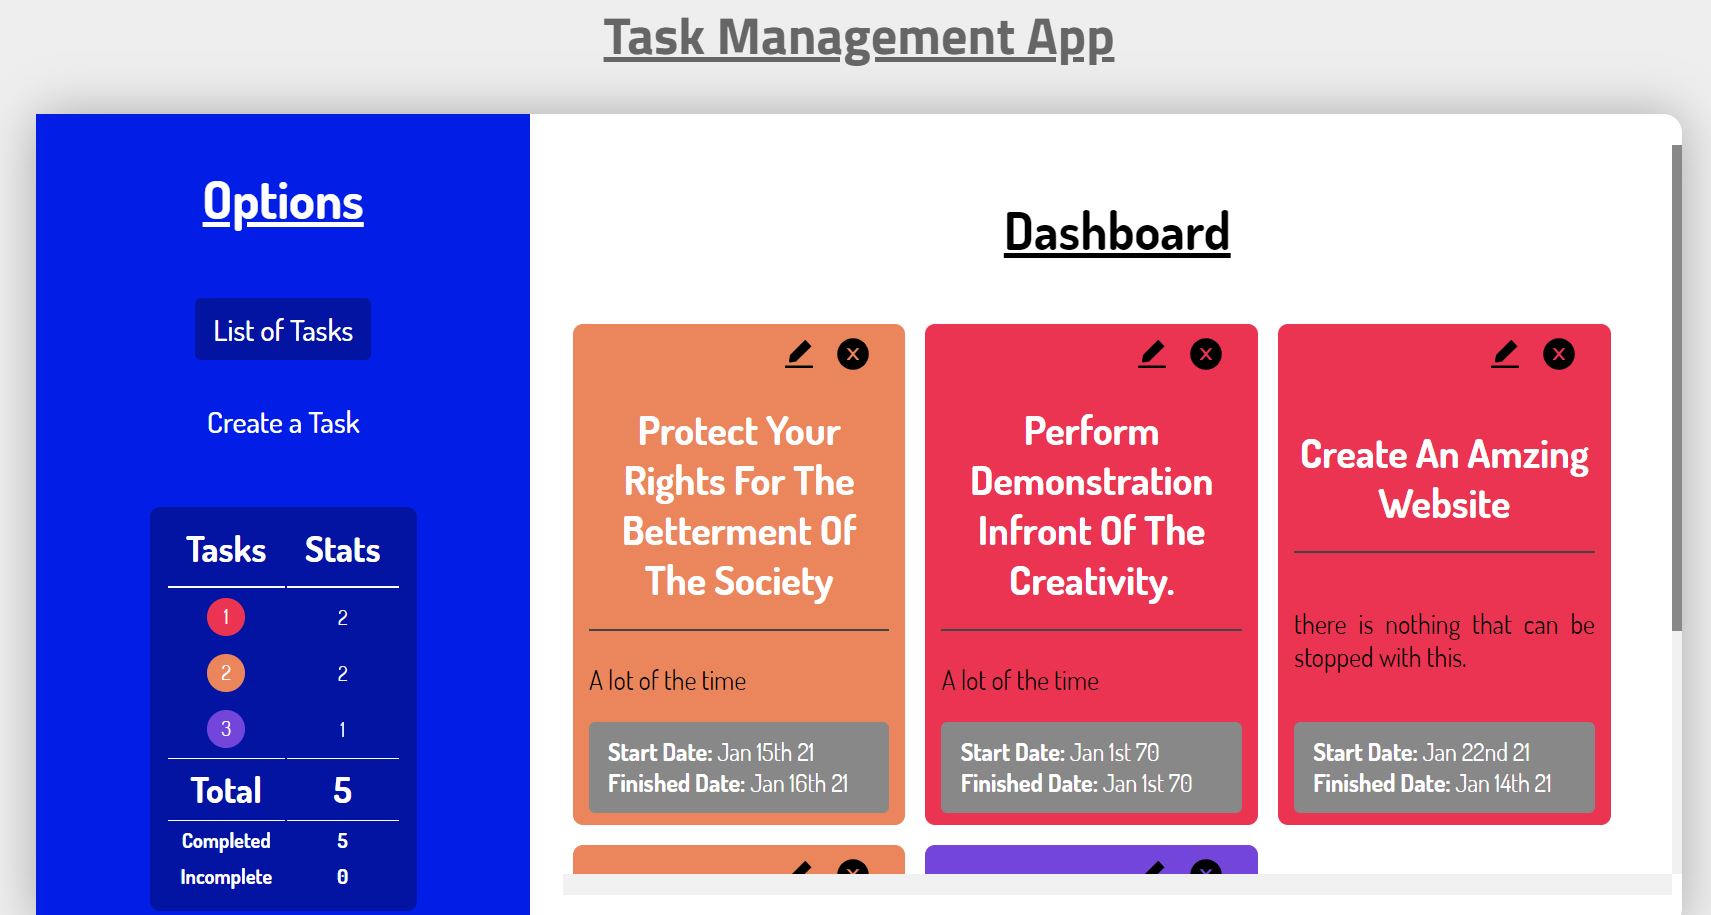 Task Management App
Options
List of Tasks
Create a Task
Tasks Stats
1 2
2 2
3 1
Total 5
Completed 5
Incomplete 0
Dashboard
x
Protect Your
Rights For The
Betterment Of
The Society
A lot of the time
Start Date: Jan 15th 21
Finished Date: Jan 16th 21
x
Perform
Demonstration
Infront Of The
Creativity.
A lot of the time
Start Date: Jan 1st 70
Finished Date: Jan 1st 70
x
Create An Amzing
Website
there is nothing that can be
stopped with this.
Start Date: Jan 22nd 21
Finished Date: Jan 14th 21
x
x